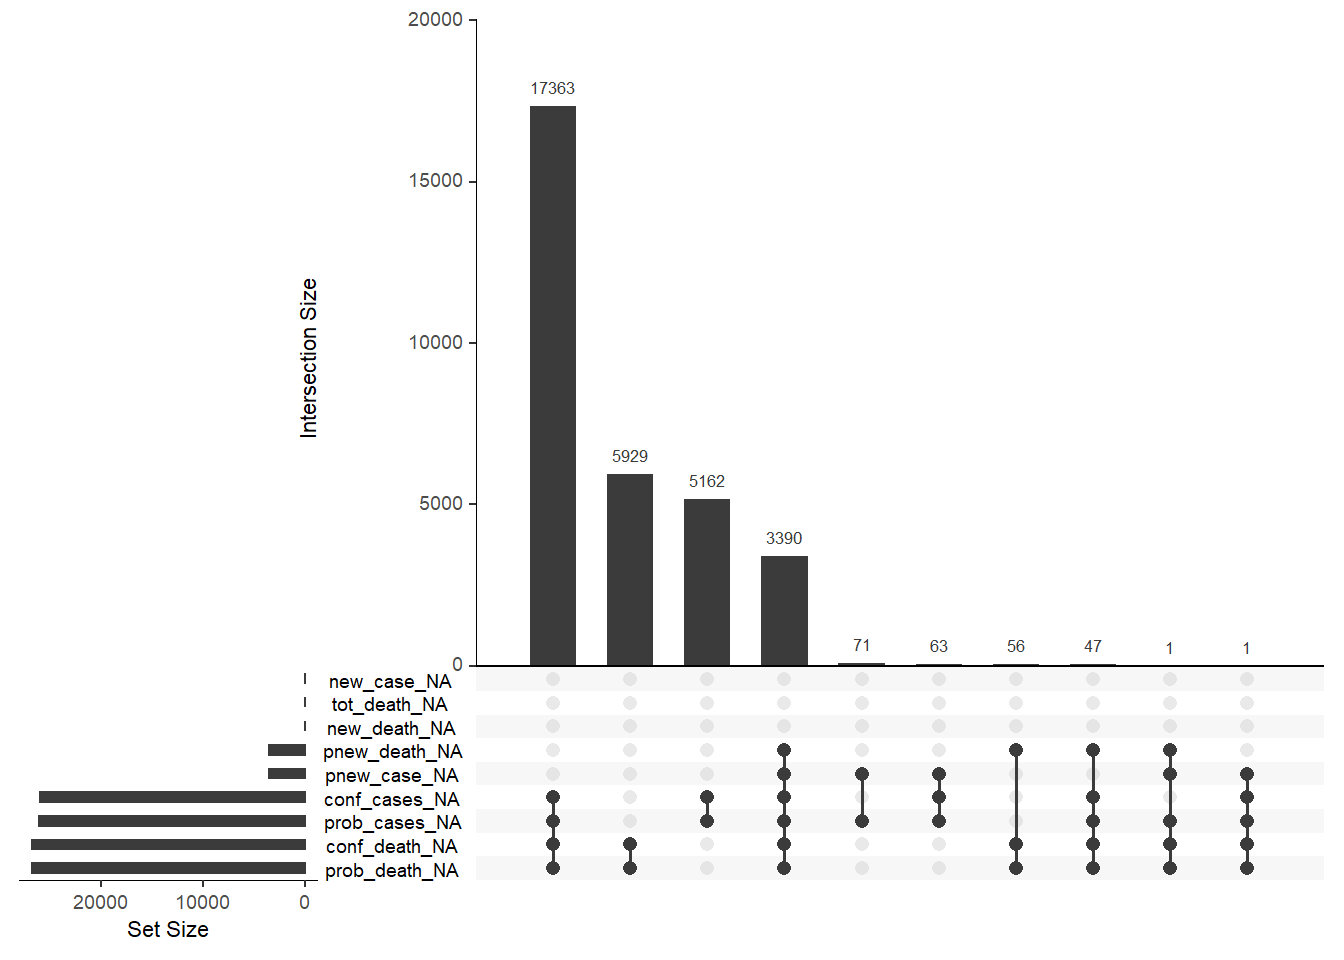 20000
17363
15000
Intersection Size
10000
5929
5162
5000
3390
71 63 56 47 1 1
0
new_case_NA
tot_death_NA
new_death_NA
pnew_death_NA
pnew_case_NA
conf_cases_NA
prob_cases_NA
conf_death_NA
prob_death_NA
20000 10000 0
Set Size